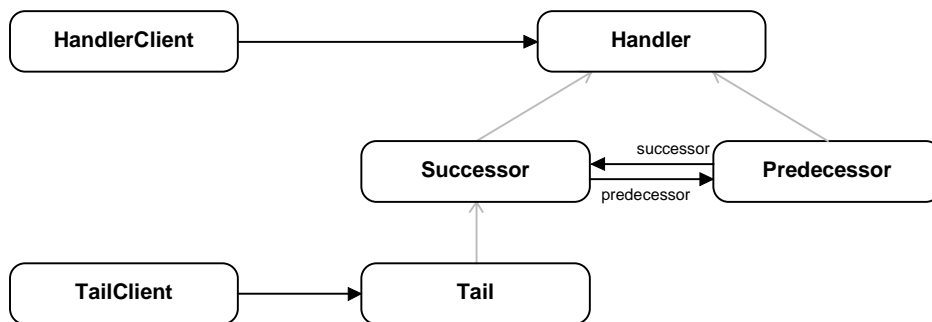 HandlerClient
Handler
successor
Successor
Predecessor
predecessor
TailClient
Tail